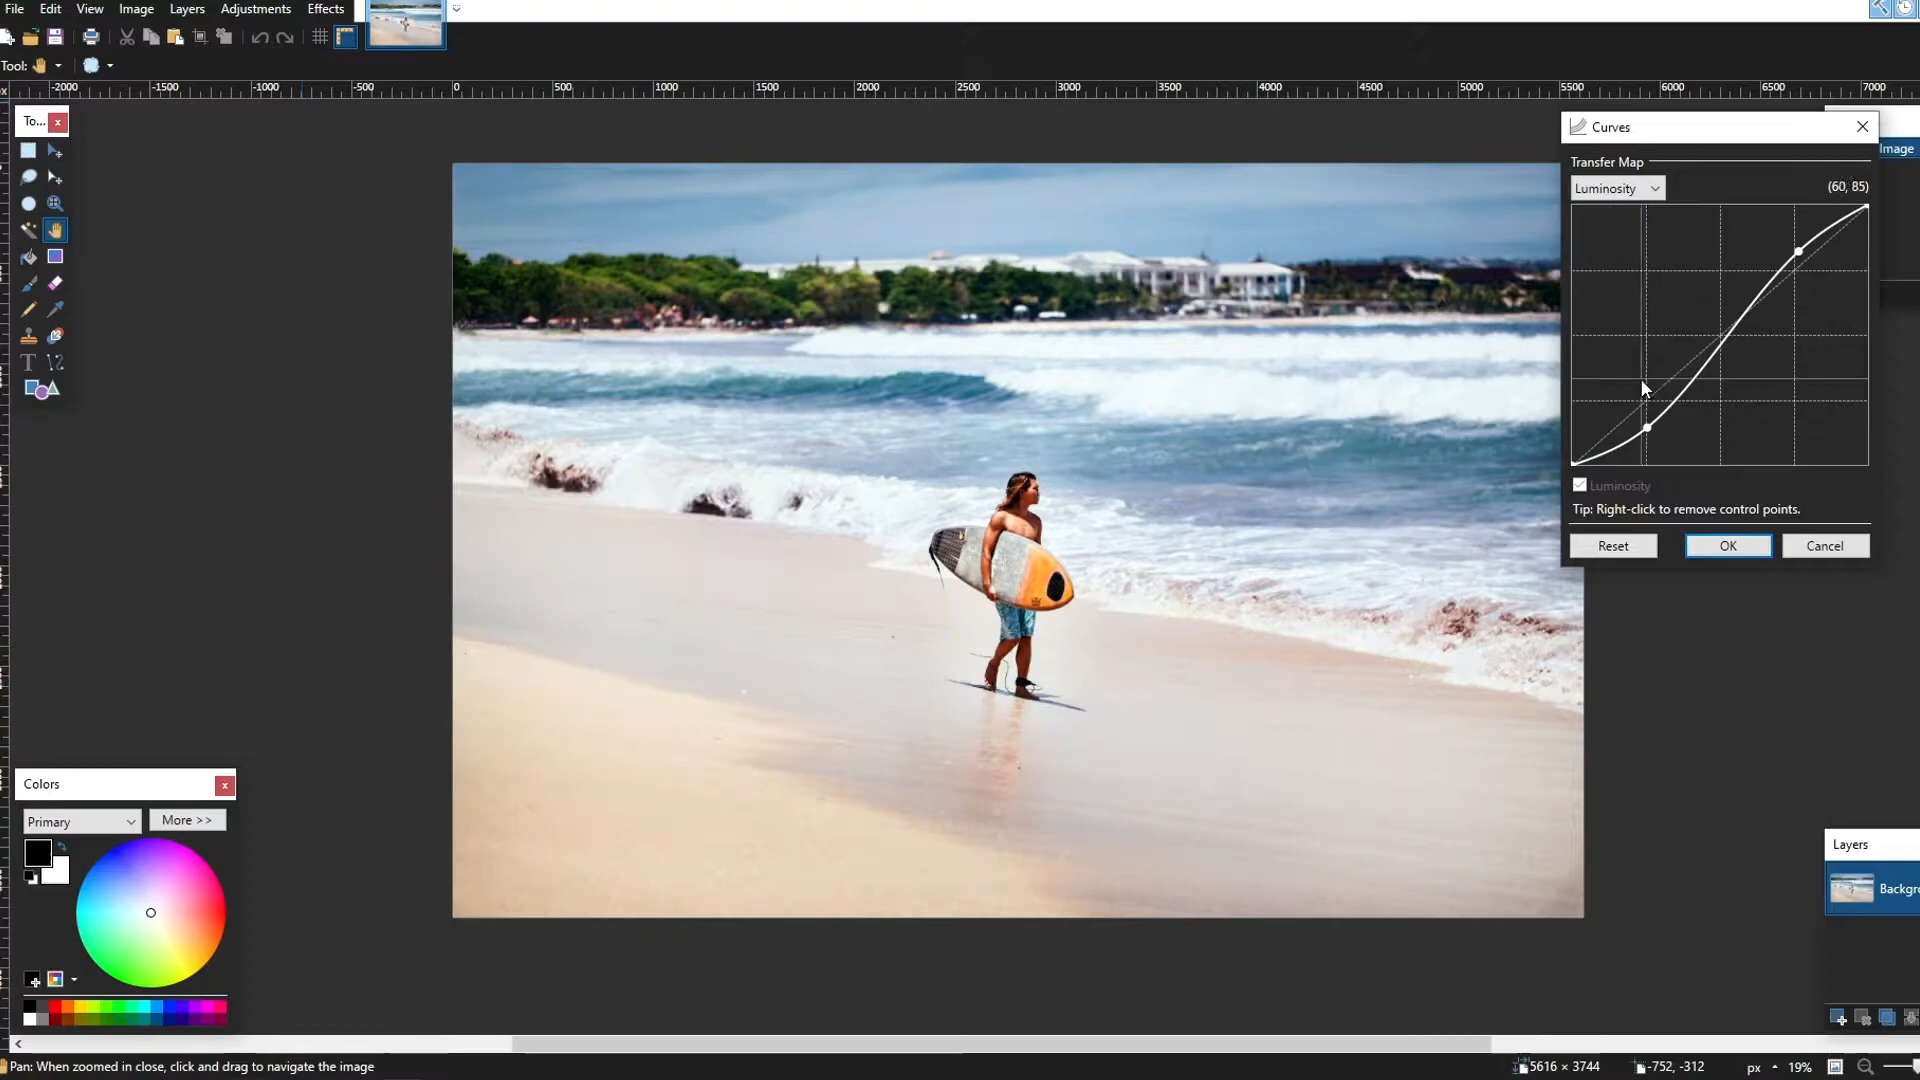 File Edit View Image Layers Adjustments Effects
Tool:
-2000 -1500 -1000 -500 0 500 1000 1500 2000 2500 3000 3500 4000 4500 5000 5500 6000 6500 7000
To...
Curves
Image
Transfer Map
Luminosity
(60, 85)
Luminosity
Tip: Right-click to remove control points.
Reset OK Cancel
Colors
Primary More >>
Layers
Backgro
Pan: When zoomed in close, click and drag to navigate the image
5616 × 3744 -752, -312 px 19%